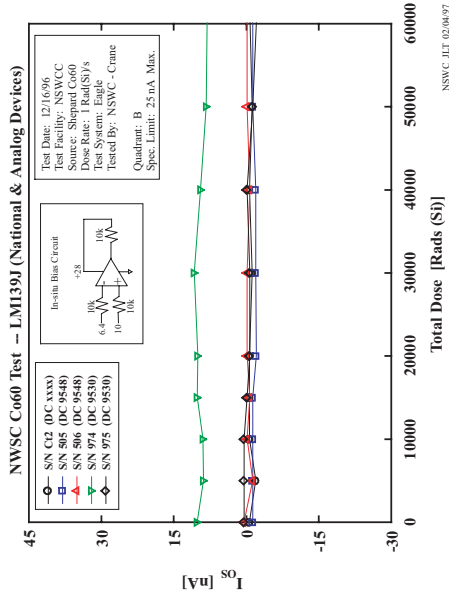 NWSC Co60 Test -- LM139J (National & Analog Devices)
S/N Ct2 (DC xxxx)
S/N 505 (DC 9548)
S/N 506 (DC 9548)
S/N 974 (DC 9530)
S/N 975 (DC 9530)
In-situ Bias Circuit
+28
10k
6.4
10k
-
+
10
10k
Test Date: 12/16/96
Test Facility: NSWCC
Source: Shepard Co60
Dose Rate: 1 Rad(Si)/s
Test System: Eagle
Tested By: NSWC - Crane
Quadrant: B
Spec. Limit: 25 nA Max.
I_OS [nA]
45
30
15
0
-15
-30
0
10000
20000
30000
40000
50000
60000
Total Dose [Rads (Si)]
NSWC JLT 02/04/97